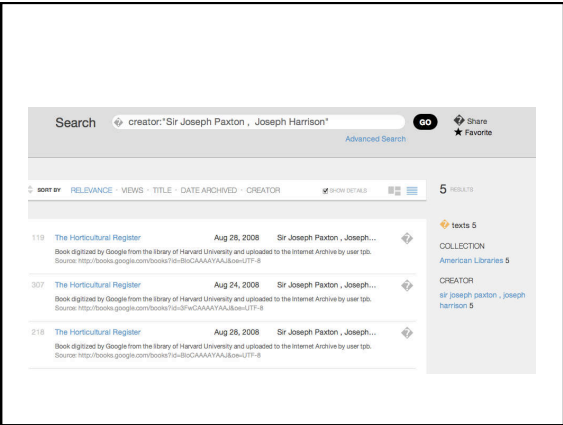 Search creator:"Sir Joseph Paxton , Joseph Harrison" GO Share
Favorite
Advanced Search
SORT BY RELEVANCE · VIEWS · TITLE · DATE ARCHIVED · CREATOR SHOW DETAILS
5 RESULTS
119 The Horticultural Register Aug 28, 2008 Sir Joseph Paxton , Joseph...
Book digitized by Google from the library of Harvard University and uploaded to the Internet Archive by user tpb.
Source: http://books.google.com/books?id=BloCAAAAYAAJ&oe=UTF-8
307 The Horticultural Register Aug 24, 2008 Sir Joseph Paxton , Joseph...
Book digitized by Google from the library of Harvard University and uploaded to the Internet Archive by user tpb.
Source: http://books.google.com/books?id=3FwCAAAAYAAJ&oe=UTF-8
218 The Horticultural Register Aug 28, 2008 Sir Joseph Paxton , Joseph...
Book digitized by Google from the library of Harvard University and uploaded to the Internet Archive by user tpb.
Source: http://books.google.com/books?id=BloCAAAAYAAJ&oe=UTF-8
texts 5
COLLECTION
American Libraries 5
CREATOR
sir joseph paxton , joseph
harrison 5